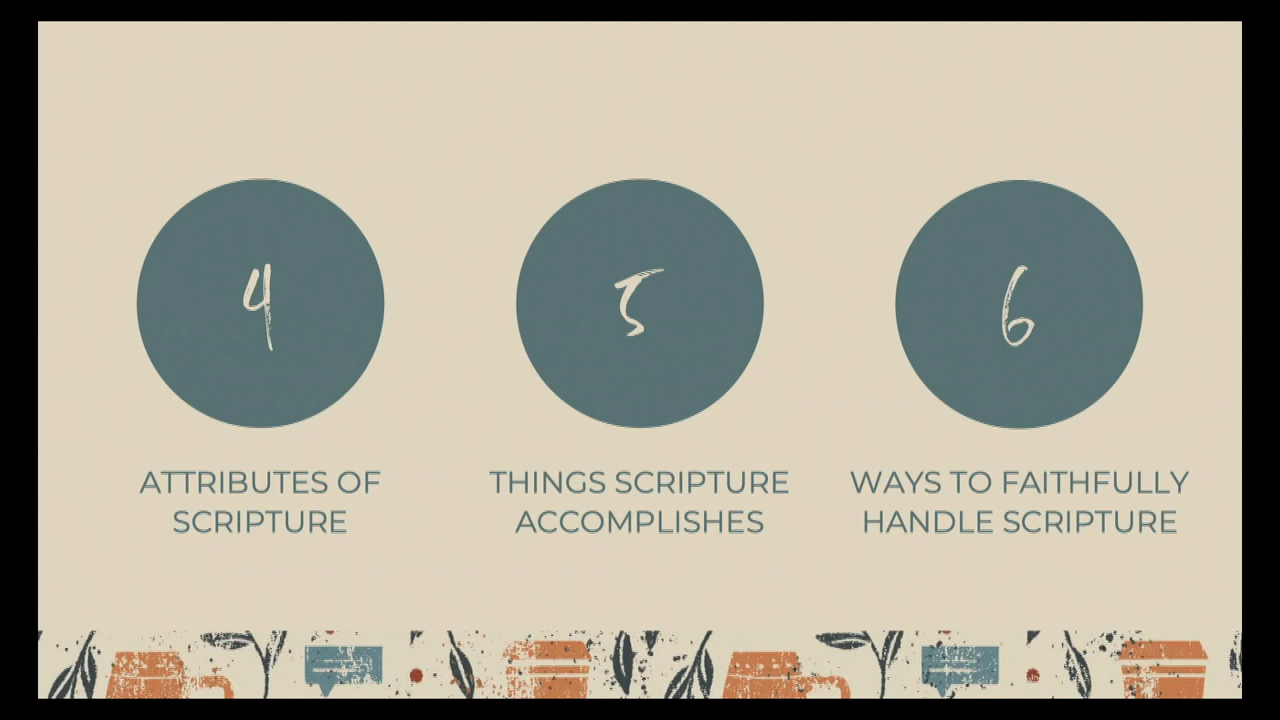 4
ATTRIBUTES OF
SCRIPTURE
5
THINGS SCRIPTURE
ACCOMPLISHES
6
WAYS TO FAITHFULLY
HANDLE SCRIPTURE